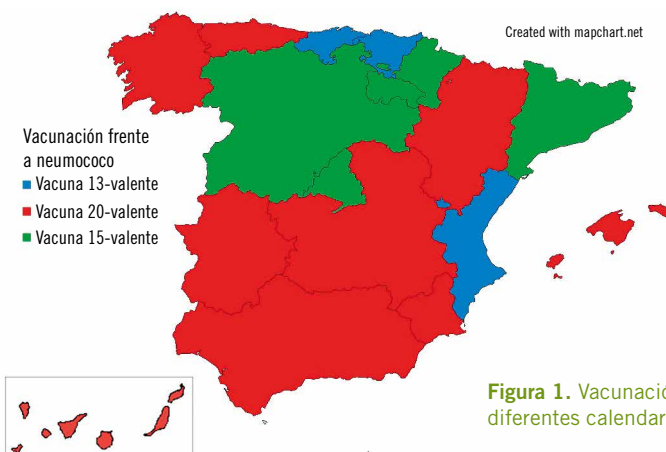 Created with mapchart.net
Vacunación frente
a neumococo
Vacuna 13-valente
Vacuna 20-valente
Vacuna 15-valente
Figura 1. Vacunació
diferentes calendar